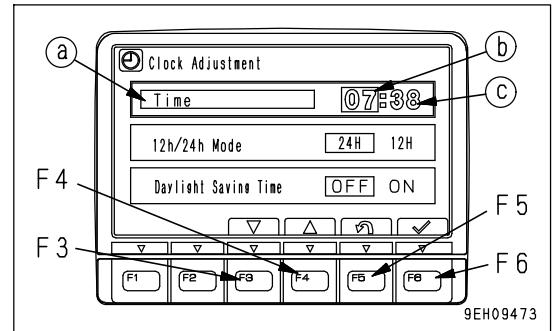 a
b
c
Clock Adjustment
Time 07:38
12h/24h Mode 24H 12H
Daylight Saving Time OFF ON
F4
F3
F5
F6
F1 F2 F3 F4 F5 F6
9EH09473